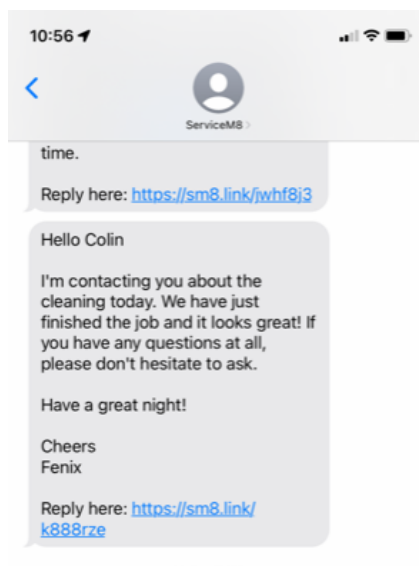 10:56
ServiceM8 >
time.
Reply here: https://sm8.link/jwhf8j3
Hello Colin
I'm contacting you about the
cleaning today. We have just
finished the job and it looks great! If
you have any questions at all,
please don't hesitate to ask.
Have a great night!
Cheers
Fenix
Reply here: https://sm8.link/
k888rze